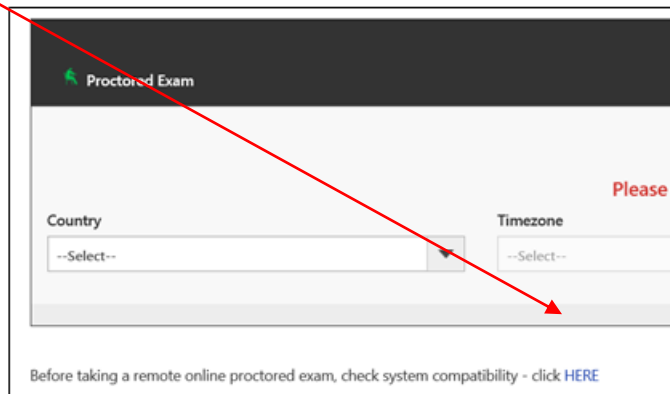 Proctored Exam
Please
Country
Timezone
--Select--
--Select--
Before taking a remote online proctored exam, check system compatibility - click HERE